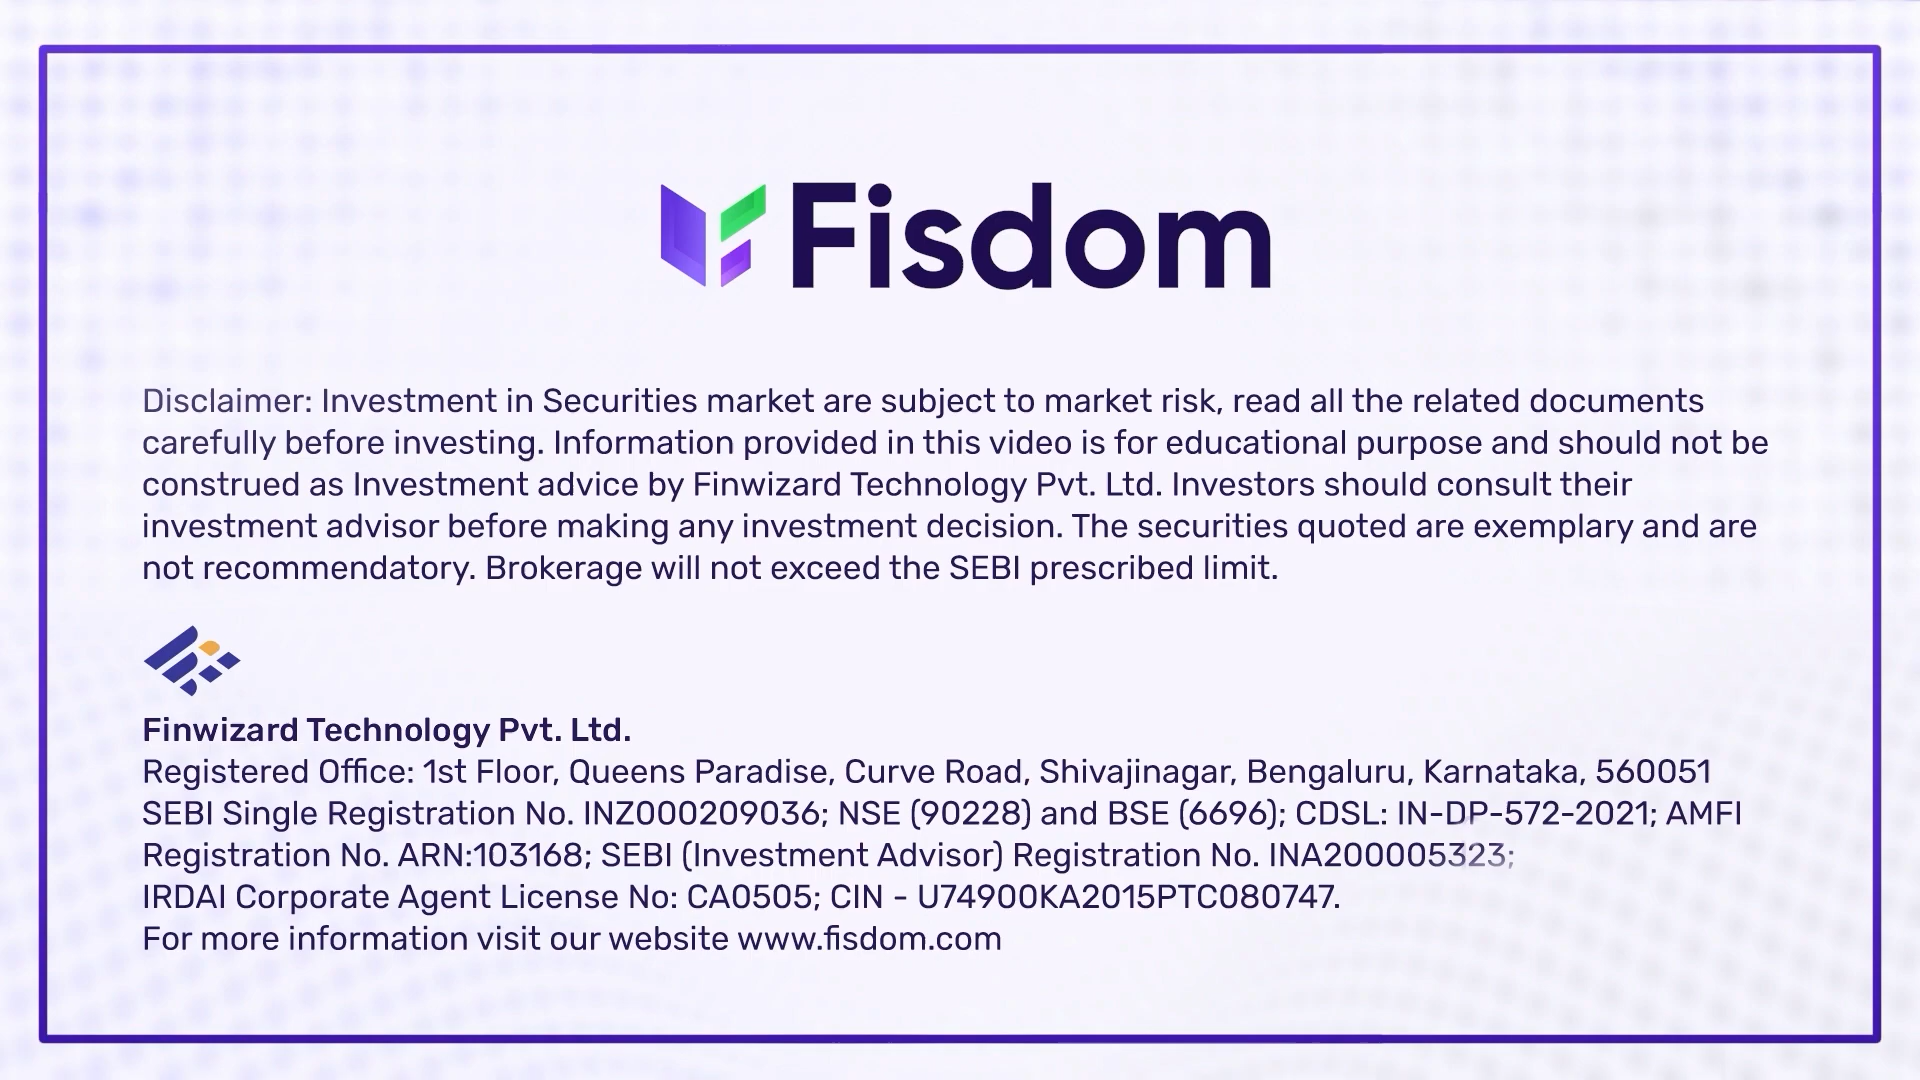 Fisdom
Disclaimer: Investment in Securities market are subject to market risk, read all the related documents
carefully before investing. Information provided in this video is for educational purpose and should not be
construed as Investment advice by Finwizard Technology Pvt. Ltd. Investors should consult their
investment advisor before making any investment decision. The securities quoted are exemplary and are
not recommendatory. Brokerage will not exceed the SEBI prescribed limit.
Finwizard Technology Pvt. Ltd.
Registered Office: 1st Floor, Queens Paradise, Curve Road, Shivajinagar, Bengaluru, Karnataka, 560051
SEBI Single Registration No. INZ000209036; NSE (90228) and BSE (6696); CDSL: IN-DP-572-2021; AMFI
Registration No. ARN:103168; SEBI (Investment Advisor) Registration No. INA200005323;
IRDAI Corporate Agent License No: CA0505; CIN - U74900KA2015PTC080747.
For more information visit our website www.fisdom.com